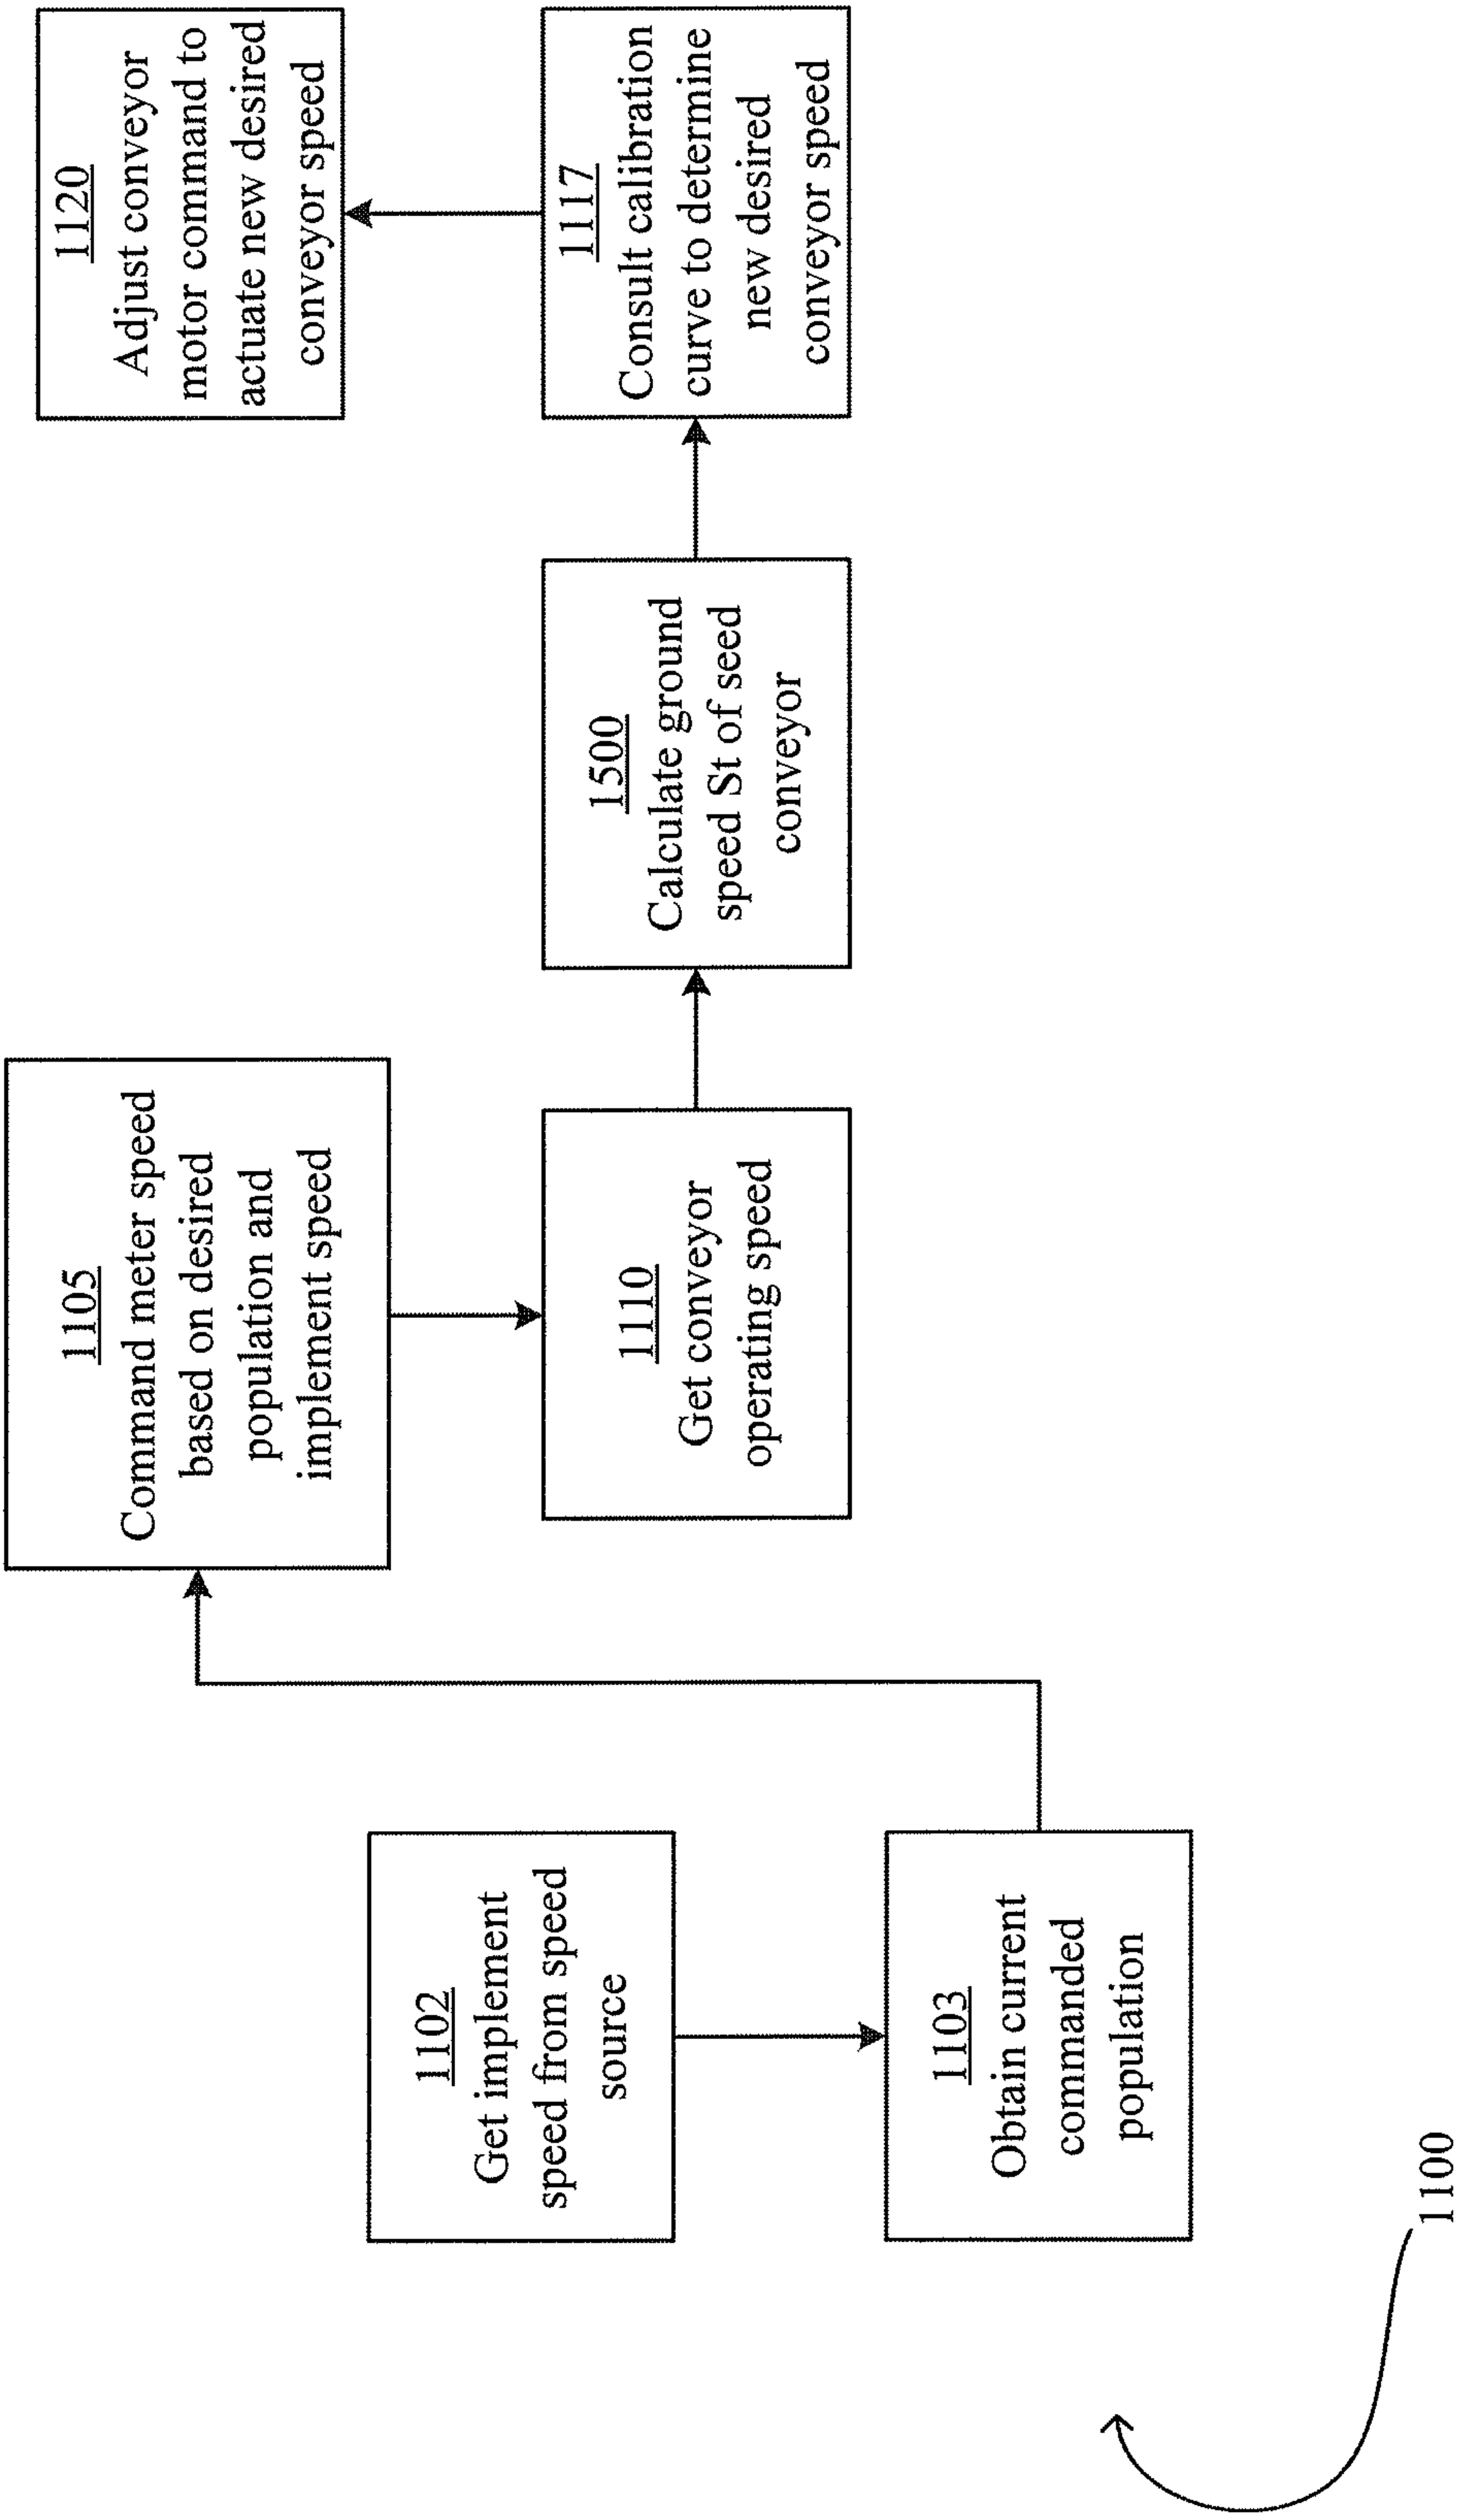 1102
Get implement
speed from speed
source
1103
Obtain current
commanded
population
1105
Command meter speed
based on desired
population and
implement speed
1110
Get conveyor
operating speed
1500
Calculate ground
speed St of seed
conveyor
1117
Consult calibration
curve to determine
new desired
conveyor speed
1120
Adjust conveyor
motor command to
actuate new desired
conveyor speed
1100